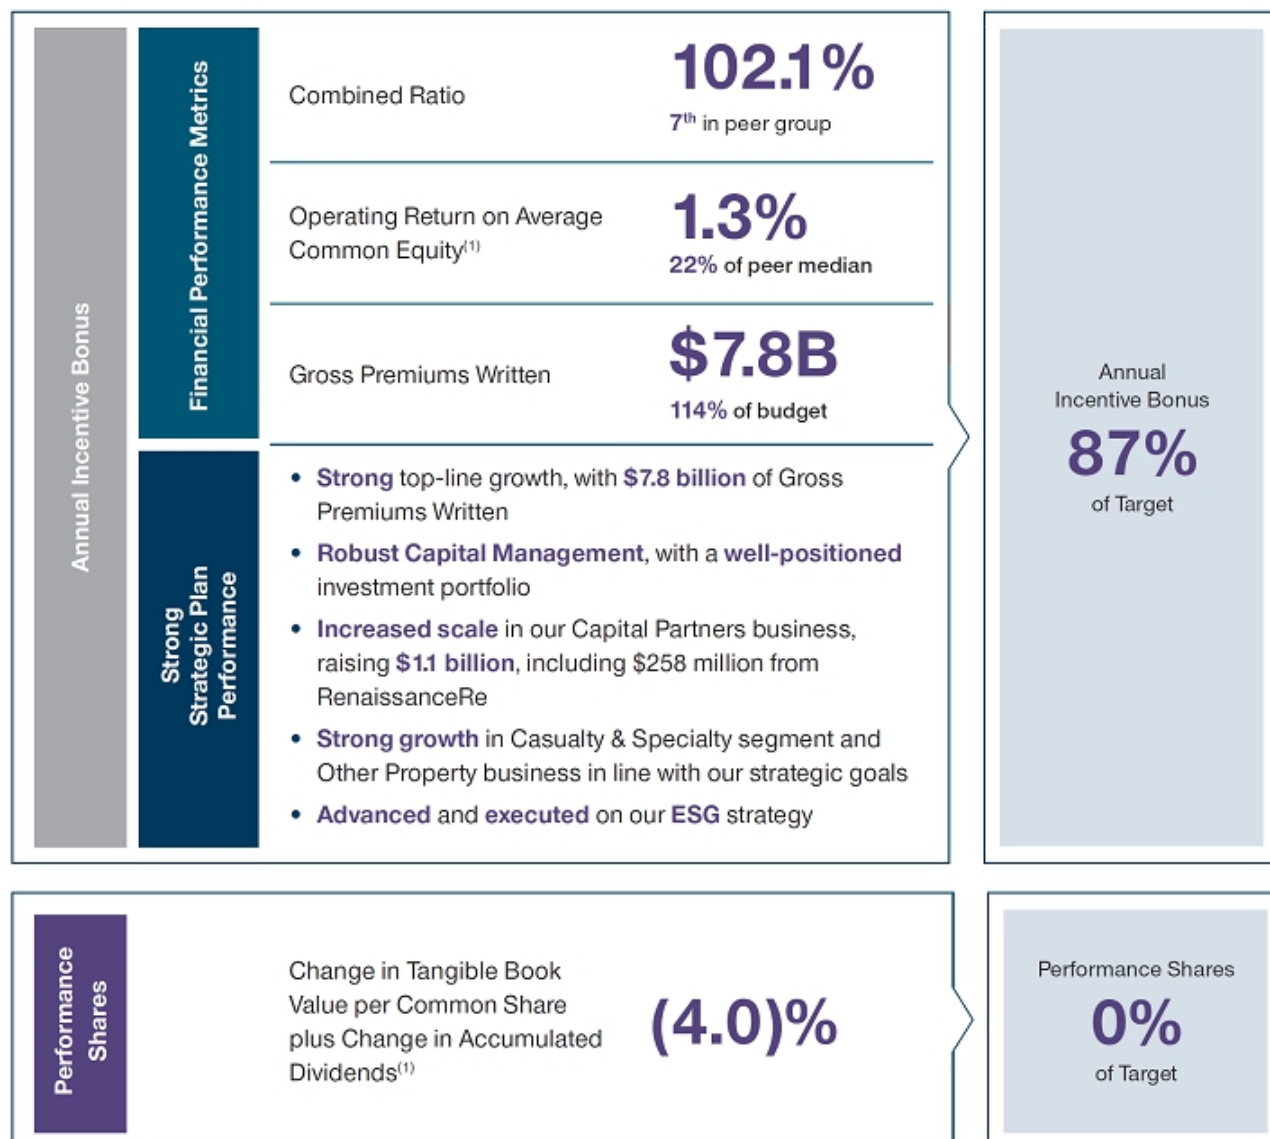 Annual Incentive Bonus
Financial Performance Metrics
Combined Ratio
102.1%
7th in peer group
Operating Return on Average
Common Equity(1)
1.3%
22% of peer median
Gross Premiums Written
$7.8B
114% of budget
Strong
Strategic Plan
Performance
• Strong top-line growth, with $7.8 billion of Gross
Premiums Written
• Robust Capital Management, with a well-positioned
investment portfolio
• Increased scale in our Capital Partners business,
raising $1.1 billion, including $258 million from
RenaissanceRe
• Strong growth in Casualty & Specialty segment and
Other Property business in line with our strategic goals
• Advanced and executed on our ESG strategy
Annual
Incentive Bonus
87%
of Target
Performance
Shares
Change in Tangible Book
Value per Common Share
plus Change in Accumulated
Dividends(1)
(4.0)%
Performance Shares
0%
of Target